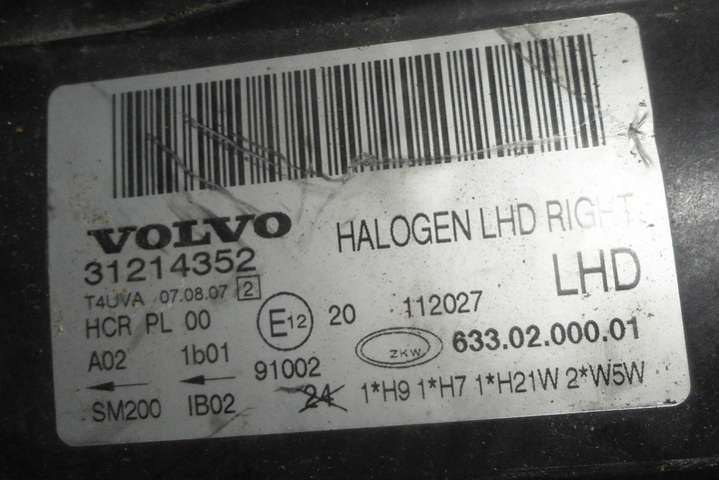 VOLVO
HALOGEN LHD RIGHT
31214352
LHD
T4UVA 07.08.07 2
HCR PL 00
E12
20
112027
A02 1b01
91002
ZKW
633.02.000.01
SM200 IB02
24
1*H9 1*H7 1*H21W 2*W5W